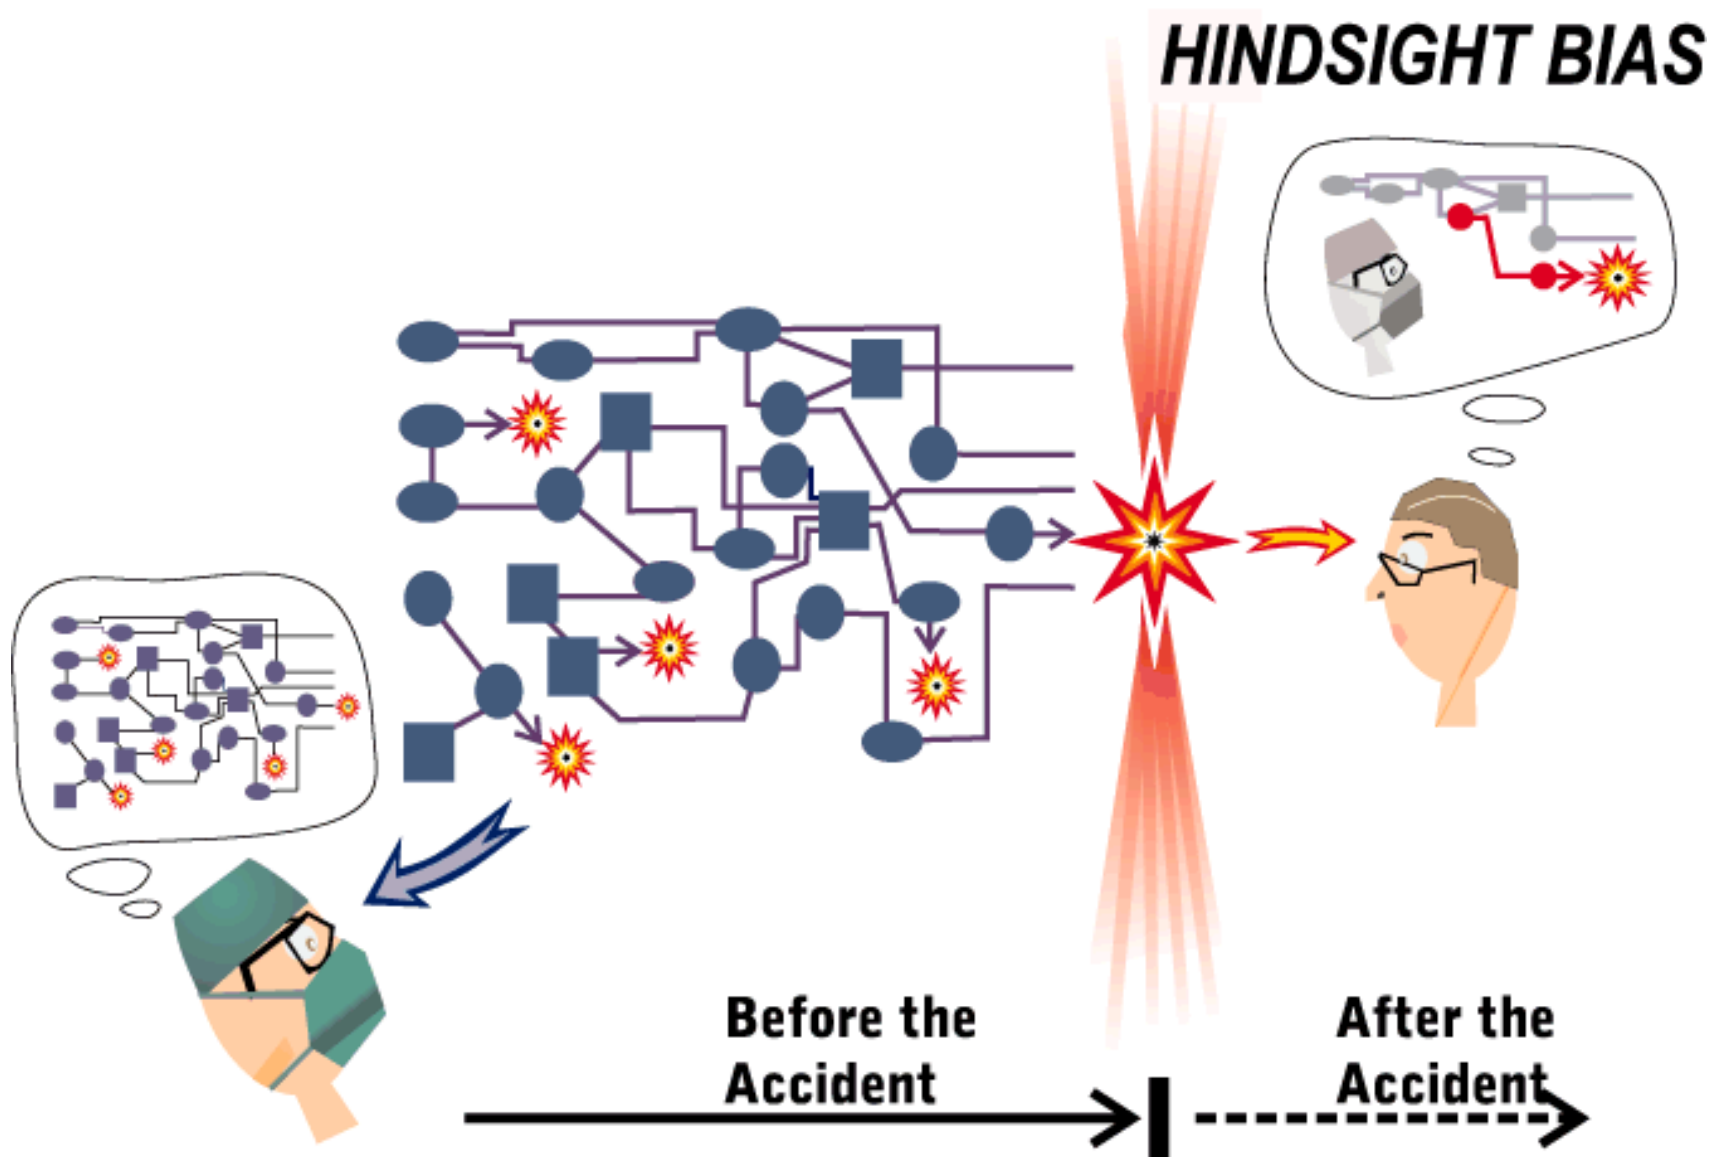 HINDSIGHT BIAS
Before the
Accident
After the
Accident